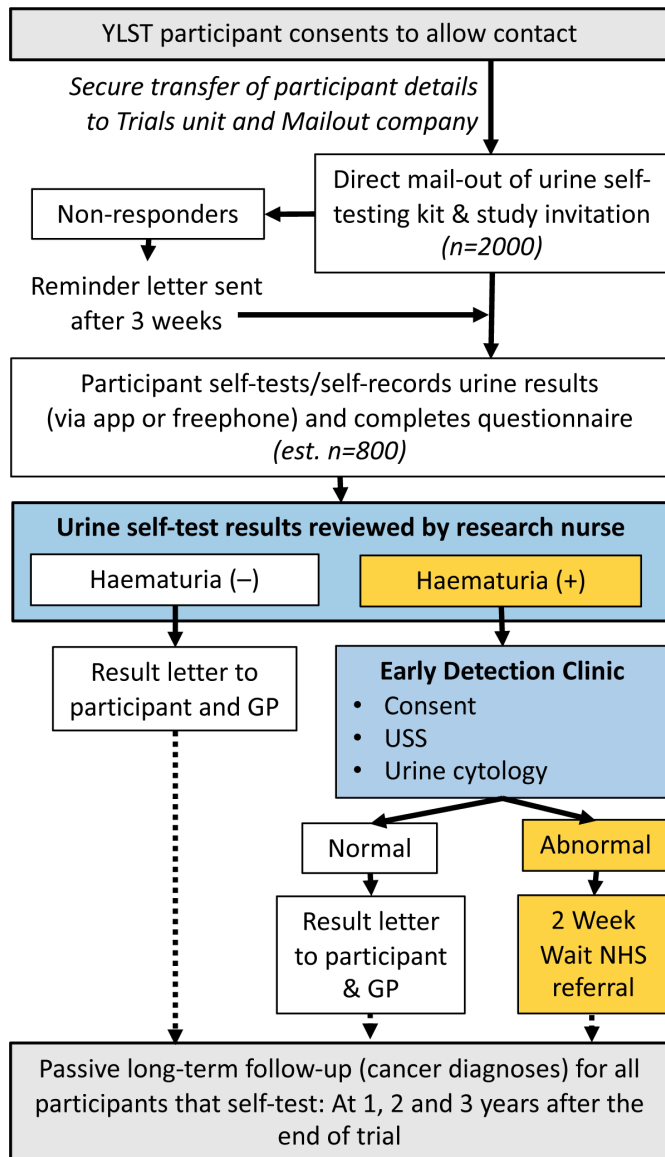 YLST participant consents to allow contact
Secure transfer of participant details
to Trials unit and Mailout company
Direct mail-out of urine self-
testing kit & study invitation
(n=2000)
Non-responders
Reminder letter sent
after 3 weeks
Participant self-tests/self-records urine results
(via app or freephone) and completes questionnaire
(est. n=800)
Urine self-test results reviewed by research nurse
Haematuria (–)
Haematuria (+)
Result letter to
participant and GP
Early Detection Clinic
• Consent
• USS
• Urine cytology
Normal
Abnormal
Result letter
to participant
& GP
2 Week
Wait NHS
referral
Passive long-term follow-up (cancer diagnoses) for all
participants that self-test: At 1, 2 and 3 years after the
end of trial